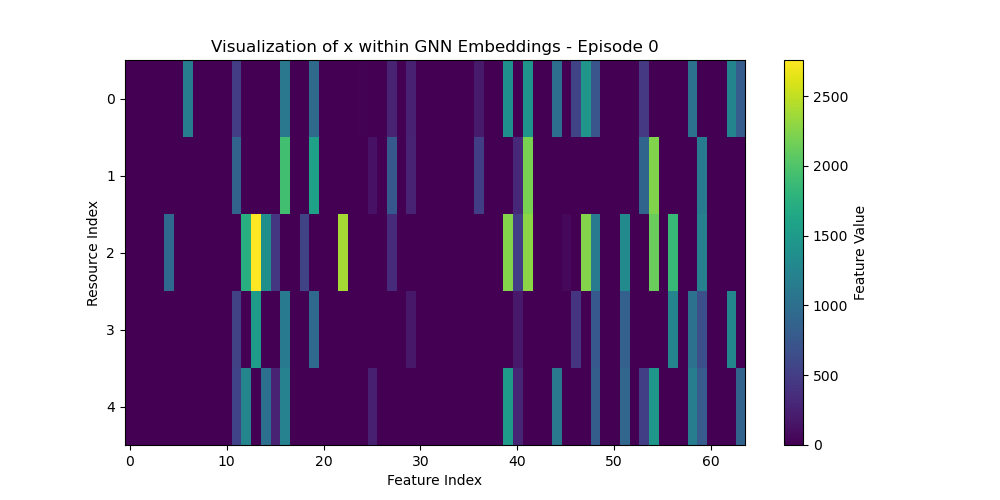 Visualization of x within GNN Embeddings - Episode 0
Resource Index
0
1
2
3
4
0 10 20 30 40 50 60
Feature Index
2500
2000
1500
1000
500
0
Feature Value